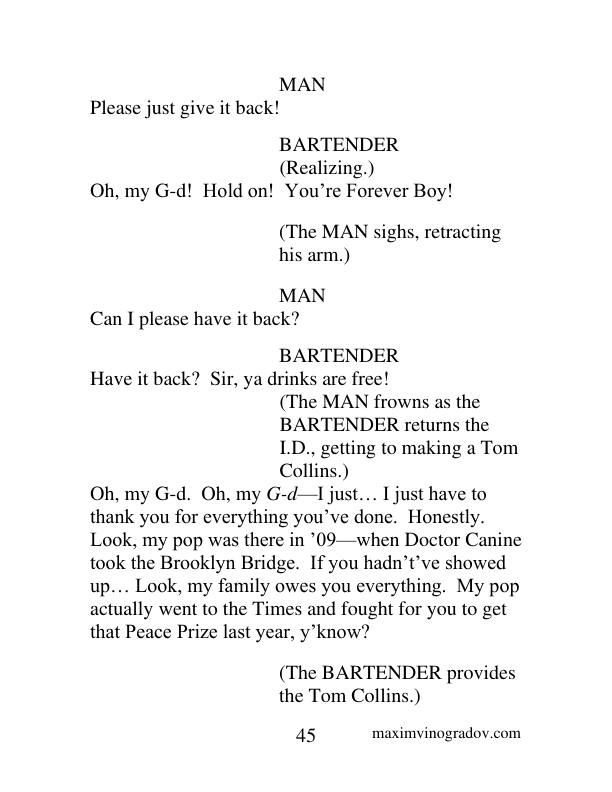 MAN
Please just give it back!
BARTENDER
(Realizing.)
Oh, my G-d!  Hold on!  You’re Forever Boy!
(The MAN sighs, retracting
his arm.)
MAN
Can I please have it back?
BARTENDER
Have it back?  Sir, ya drinks are free!
(The MAN frowns as the
BARTENDER returns the
I.D., getting to making a Tom
Collins.)
Oh, my G-d.  Oh, my G-d—I just… I just have to
thank you for everything you’ve done.  Honestly.
Look, my pop was there in ’09—when Doctor Canine
took the Brooklyn Bridge.  If you hadn’t’ve showed
up… Look, my family owes you everything.  My pop
actually went to the Times and fought for you to get
that Peace Prize last year, y’know?
(The BARTENDER provides
the Tom Collins.)
45
maximvinogradov.com